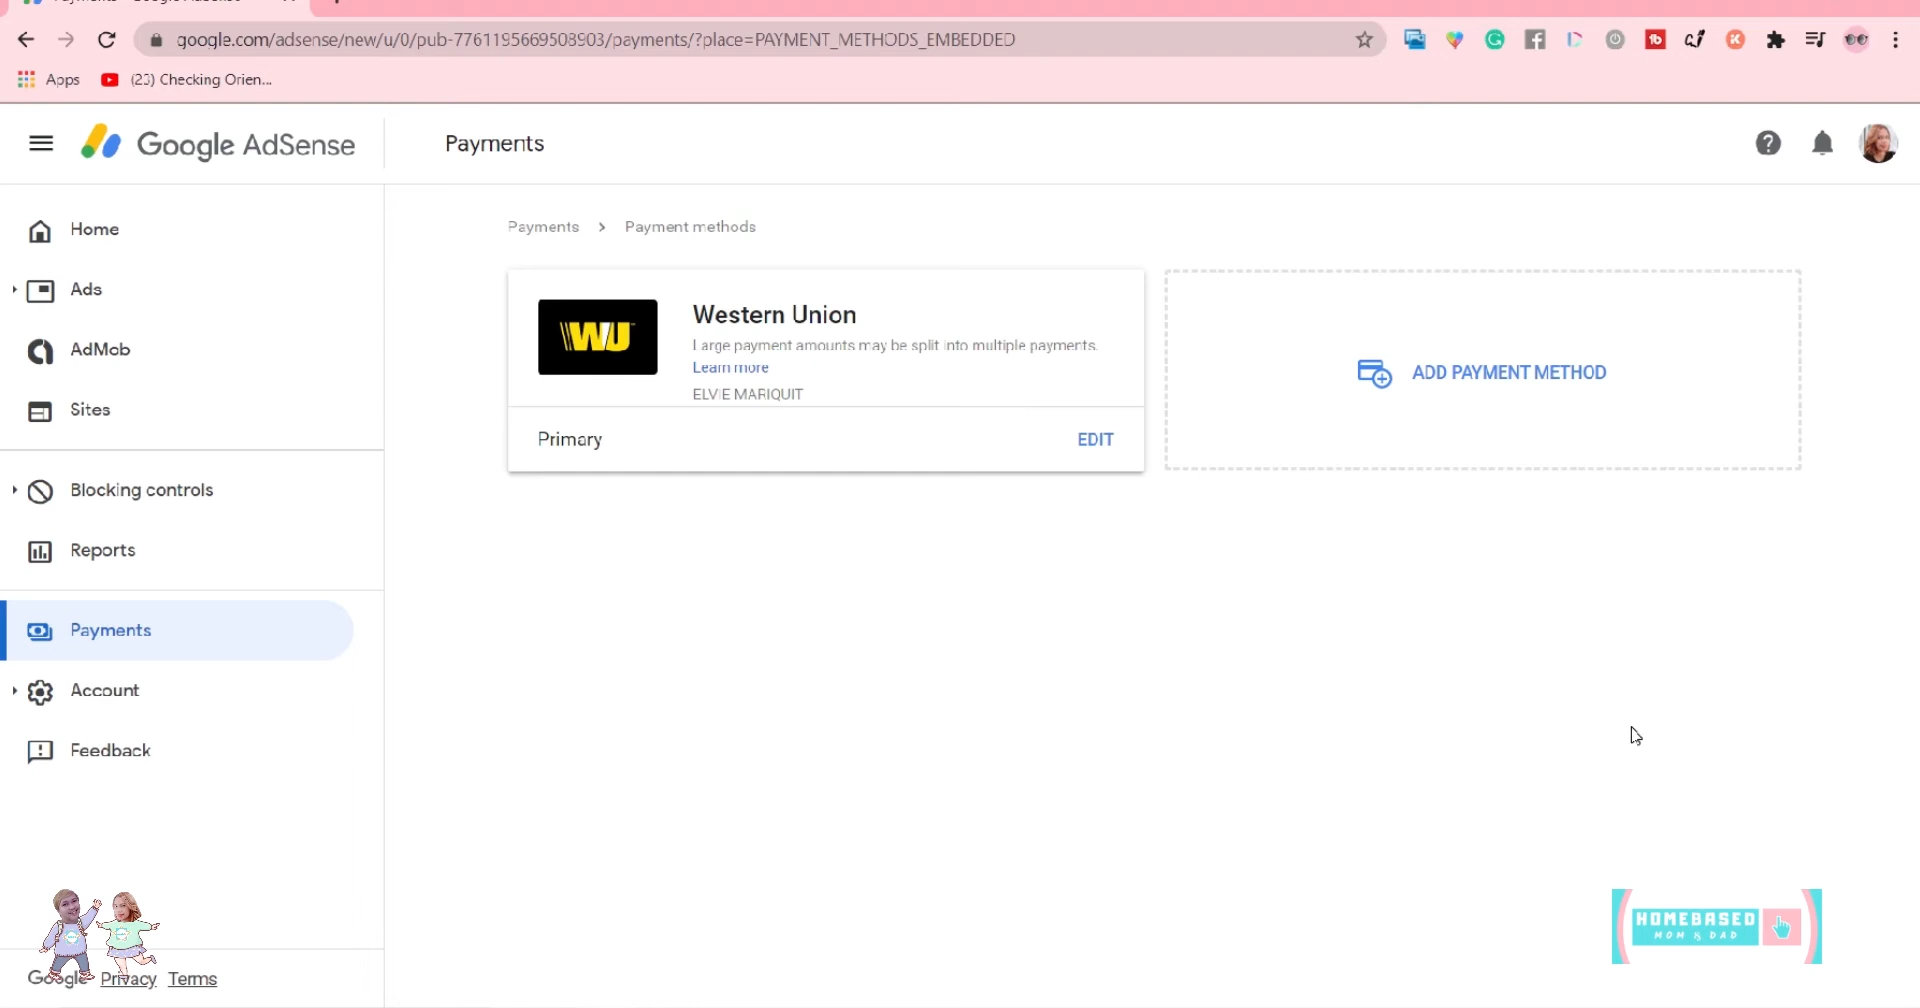 google.com/adsense/new/u/0/pub-7761195669508903/payments/?place=PAYMENT_METHODS_EMBEDDED
Apps
(23) Checking Orien...
Google AdSense
Payments
Home
Ads
AdMob
Sites
Blocking controls
Reports
Payments
Account
Feedback
Payments > Payment methods
WU
Western Union
Large payment amounts may be split into multiple payments.
Learn more
ELVIE MARIQUIT
Primary
EDIT
ADD PAYMENT METHOD
HOMEBASED
MOM & DAD
Google Privacy Terms